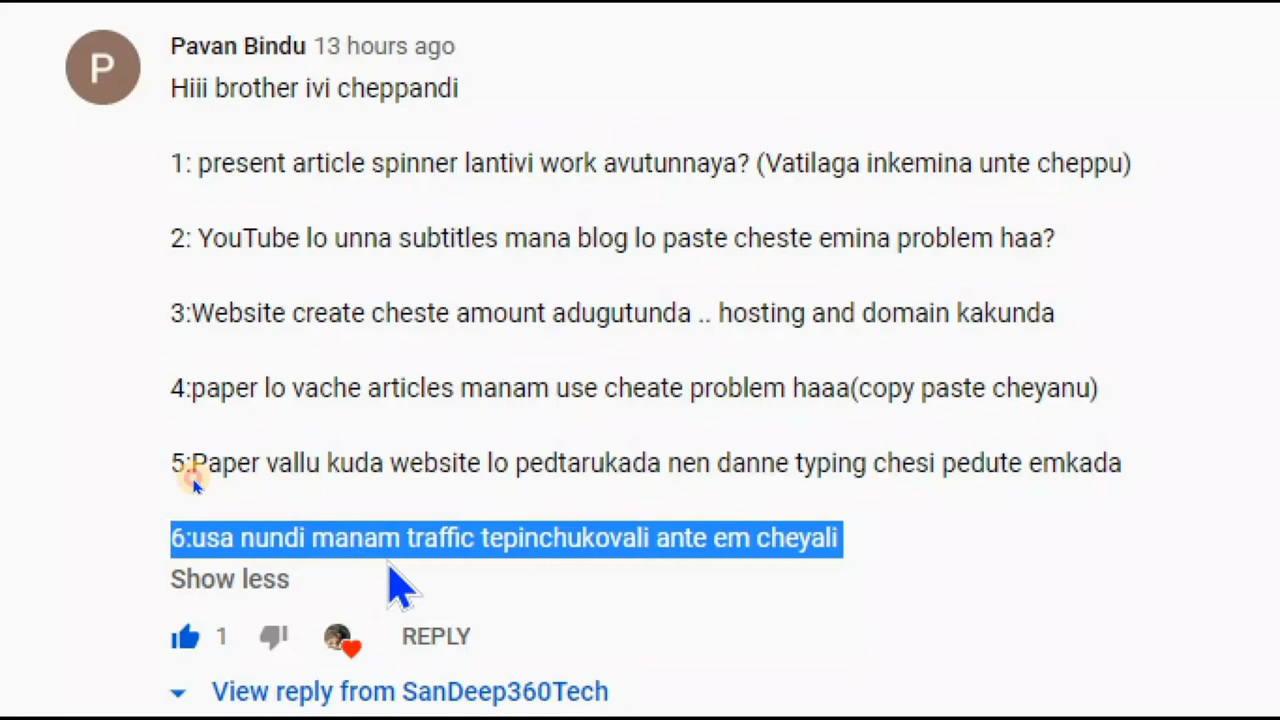 P
Pavan Bindu 13 hours ago
Hiii brother ivi cheppandi
1: present article spinner lantivi work avutunnaya? (Vatilaga inkemina unte cheppu)
2: YouTube lo unna subtitles mana blog lo paste cheste emina problem haa?
3:Website create cheste amount adugutunda .. hosting and domain kakunda
4:paper lo vache articles manam use cheate problem haaa(copy paste cheyanu)
5:Paper vallu kuda website lo pedtarukada nen danne typing chesi pedute emkada
6:usa nundi manam traffic tepinchukovali ante em cheyali
Show less
1 REPLY
View reply from SanDeep360Tech